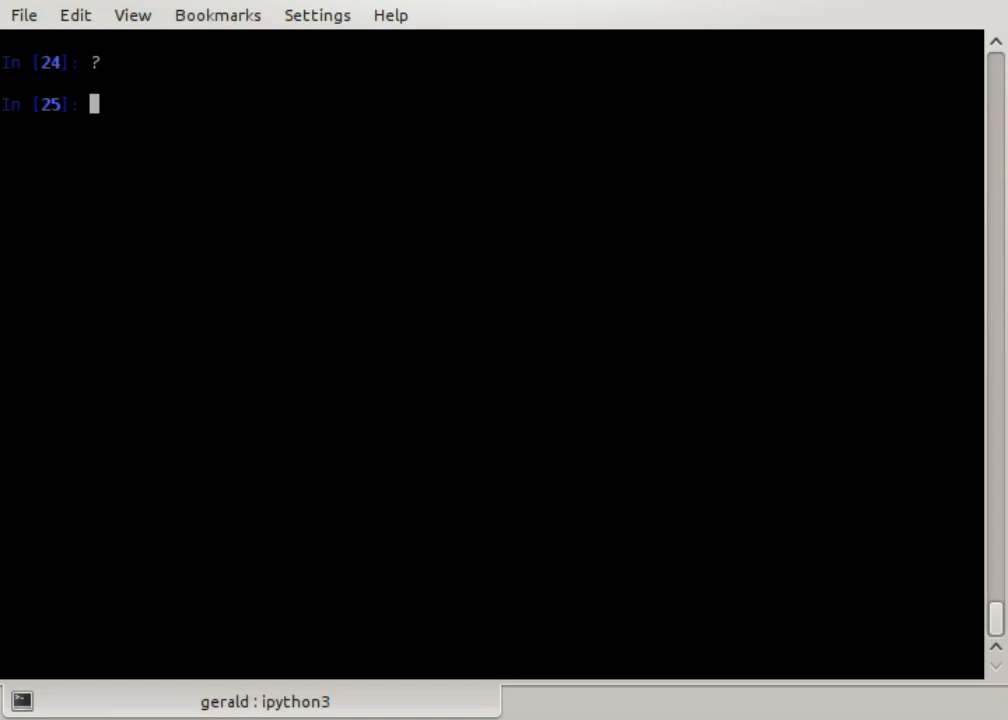 File Edit View Bookmarks Settings Help
In [24]: ?
In [25]:
gerald : ipython3